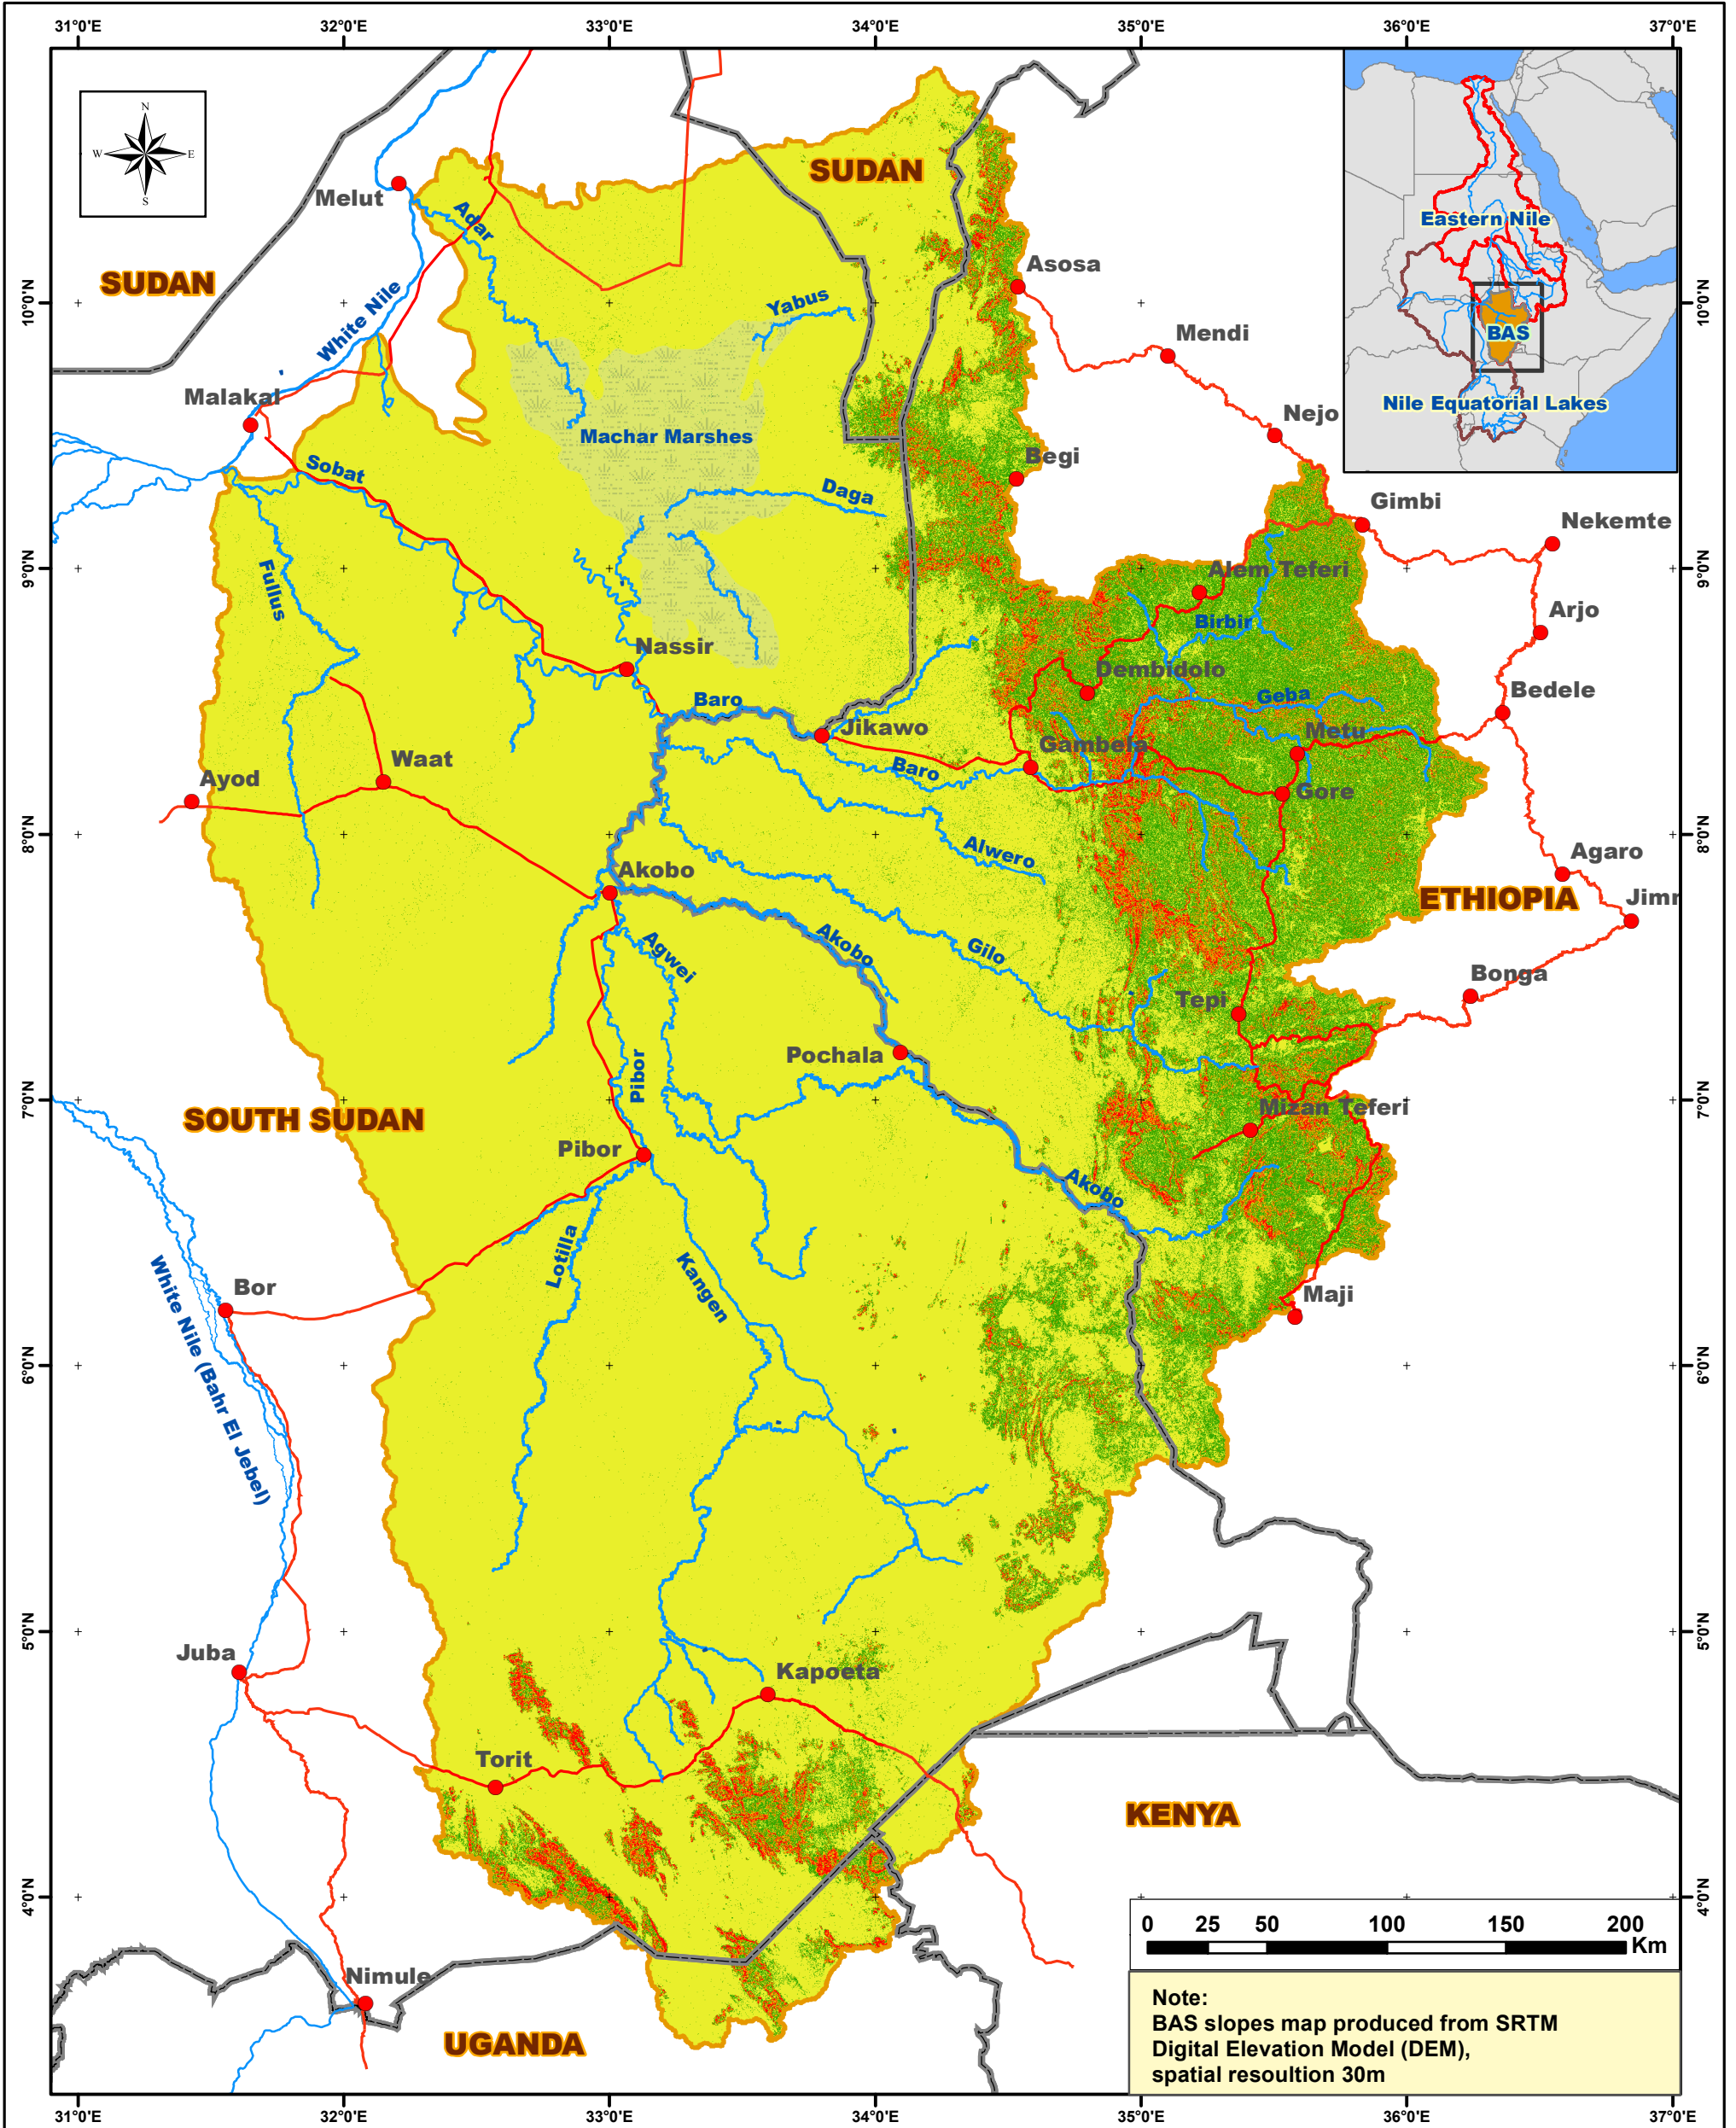 31°0'E
32°0'E
33°0'E
34°0'E
35°0'E
36°0'E
37°0'E
N
W
E
S
SUDAN
Melut
Adar
Eastern Nile
BAS
Nile Equatorial Lakes
SUDAN
Asosa
10°0'N
10°0'N
White Nile
Yabus
Mendi
Malakal
Machar Marshes
Nejo
Begi
Sobat
Daga
Gimbi
Nekemte
9°0'N
9°0'N
Fullus
Alem Teferi
Birbir
Arjo
Nassir
Dembidolo
Geba
Bedele
Baro
Jikawo
Gambela
Metu
Waat
Ayod
Baro
Gore
8°0'N
8°0'N
Alwero
Akobo
Agaro
ETHIOPIA
Jimr
Akobo
Agwei
Gilo
Bonga
Tepi
Pochala
Pibor
7°0'N
7°0'N
SOUTH SUDAN
Mizan Teferi
Pibor
Akobo
Lotilla
Kangen
Bor
White Nile (Bahr El Jebel)
Maji
6°0'N
6°0'N
5°0'N
5°0'N
Juba
Kapoeta
Torit
KENYA
4°0'N
4°0'N
0 25 50 100 150 200
Km
Nimule
UGANDA
Note:
BAS slopes map produced from SRTM
Digital Elevation Model (DEM),
spatial resoultion 30m
31°0'E
32°0'E
33°0'E
34°0'E
35°0'E
36°0'E
37°0'E